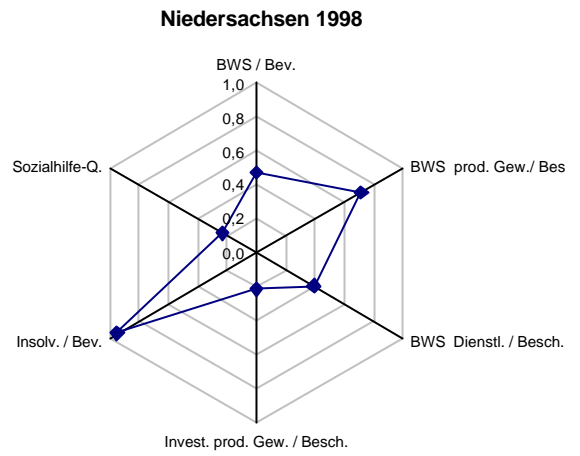 Niedersachsen 1998
BWS / Bev.
1,0
0,8
0,6
0,4
0,2
0,0
Sozialhilfe-Q.
BWS prod. Gew./ Bes
Insolv. / Bev.
BWS Dienstl. / Besch.
Invest. prod. Gew. / Besch.